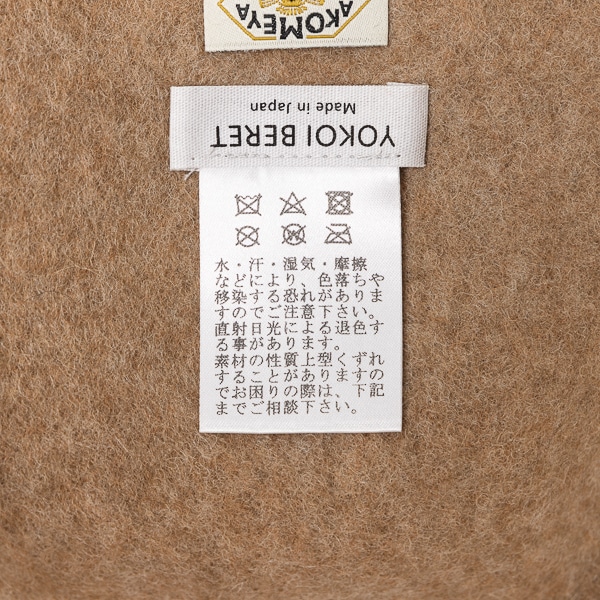 AKOMEYA
YOKOI BERET
Made in Japan
水・汗・湿気・摩擦
などにより、色落ちや
移染する恐れがありま
すのでご注意下さい。
直射日光による退色す
る事があります。
素材の性質上型くずれ
することがありますの
でお困りの際は、下記
までご相談下さい。